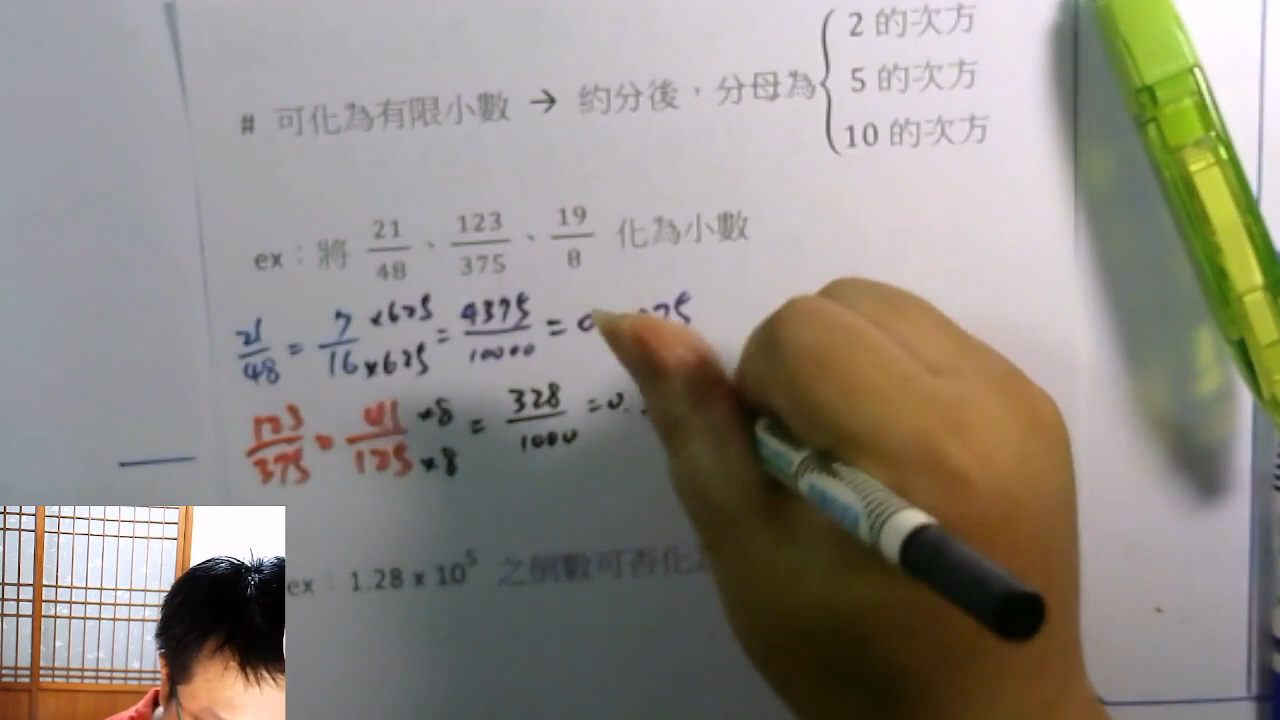 2 的次方
# 可化為有限小數 → 約分後，分母為 5 的次方
10 的次方
ex：將 21/48、123/375、19/8 化為小數
21/48 = 7/16 ×625/×625 = 4375/10000 = 0.
123/375 = 41/125 ×8/×8 = 328/1000 = 0.
ex：1.28 x 10⁵ 之倒數可否化